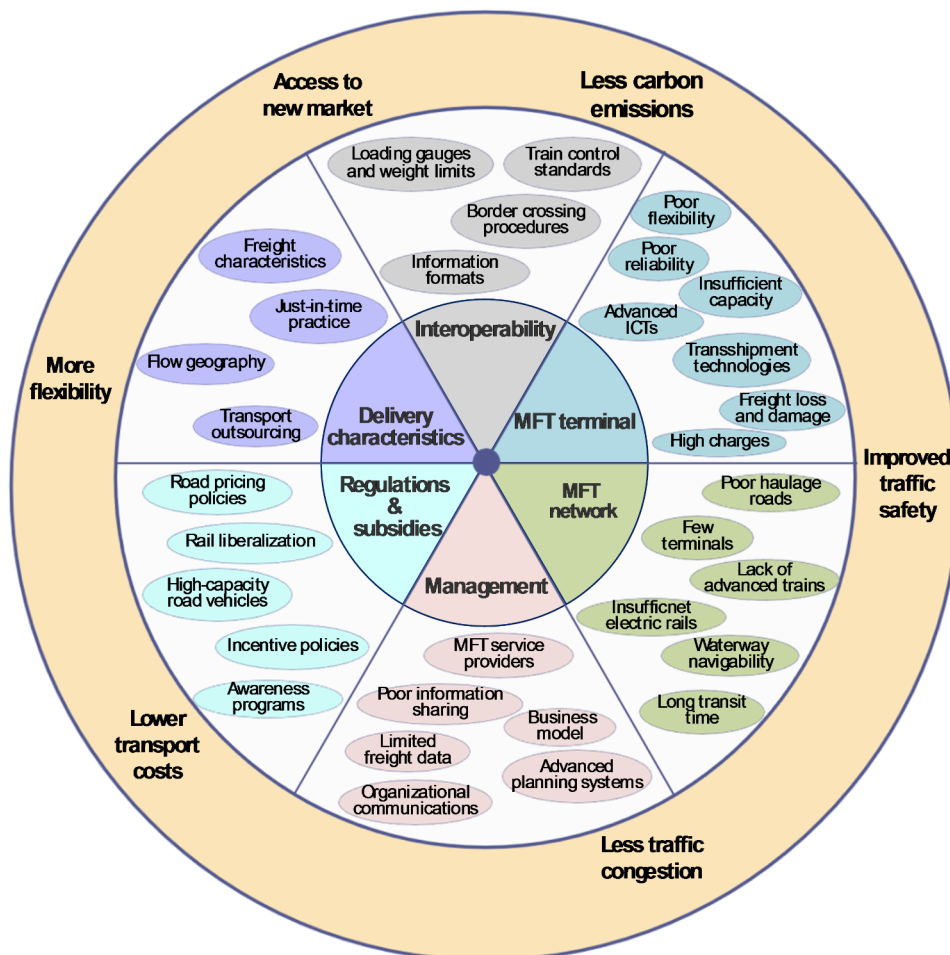 Access to
new market
Less carbon
emissions
Loading gauges
and weight limits
Train control
standards
Border crossing
procedures
Information
formats
Interoperability
Poor
flexibility
Poor
reliability
Insufficient
capacity
Advanced
ICTs
Transshipment
technologies
Freight loss
and damage
High charges
MFT terminal
Freight
characteristics
Just-in-time
practice
Flow geography
Transport
outsourcing
Delivery
characteristics
More
flexibility
Improved
traffic
safety
Road pricing
policies
Rail liberalization
High-capacity
road vehicles
Incentive policies
Awareness
programs
Regulations
&
subsidies
MFT
network
Poor haulage
roads
Few
terminals
Lack of
advanced trains
Insufficnet
electric rails
Waterway
navigability
Long transit
time
Management
MFT service
providers
Poor information
sharing
Business
model
Limited
freight data
Advanced
planning systems
Organizational
communications
Lower
transport
costs
Less traffic
congestion